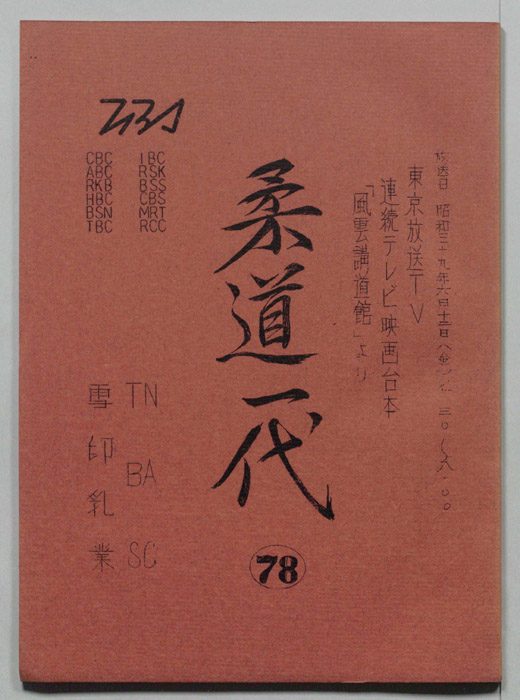 放送日 昭和三十九年六月十二日
東京放送TV
連続テレビ映画台本
「風雲講道館」より
柔道一代
78
TBS
CBC
ABC
RKB
HBC
BSN
TBC
IBC
RSK
BSS
CBS
MRT
RCC
TN
BA
SC
雪印乳業